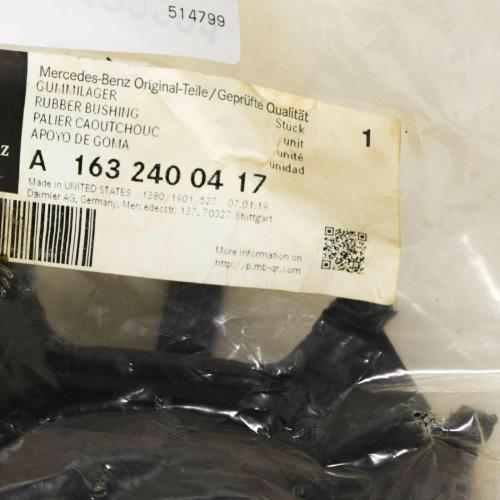 514799
Mercedes-Benz Original-Teile/Geprüfte Qualität
GUMMILAGER
RUBBER BUSHING
PALIER CAOUTCHOUC
APOYO DE GOMA
Stück
unit
unité
unidad
1
z
A 163 240 04 17
Made in UNITED STATES 1380/1901/527 07.01.19
Daimler AG, Germany, Mercedesstr. 137, 70327 Stuttgart
More information on
http://p.mb-qr.com